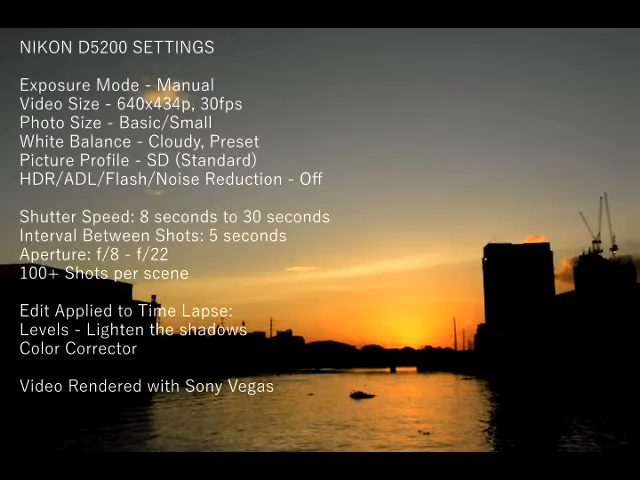 NIKON D5200 SETTINGS
Exposure Mode - Manual
Video Size - 640x434p, 30fps
Photo Size - Basic/Small
White Balance - Cloudy, Preset
Picture Profile - SD (Standard)
HDR/ADL/Flash/Noise Reduction - Off
Shutter Speed: 8 seconds to 30 seconds
Interval Between Shots: 5 seconds
Aperture: f/8 - f/22
100+ Shots per scene
Edit Applied to Time Lapse:
Levels - Lighten the shadows
Color Corrector
Video Rendered with Sony Vegas